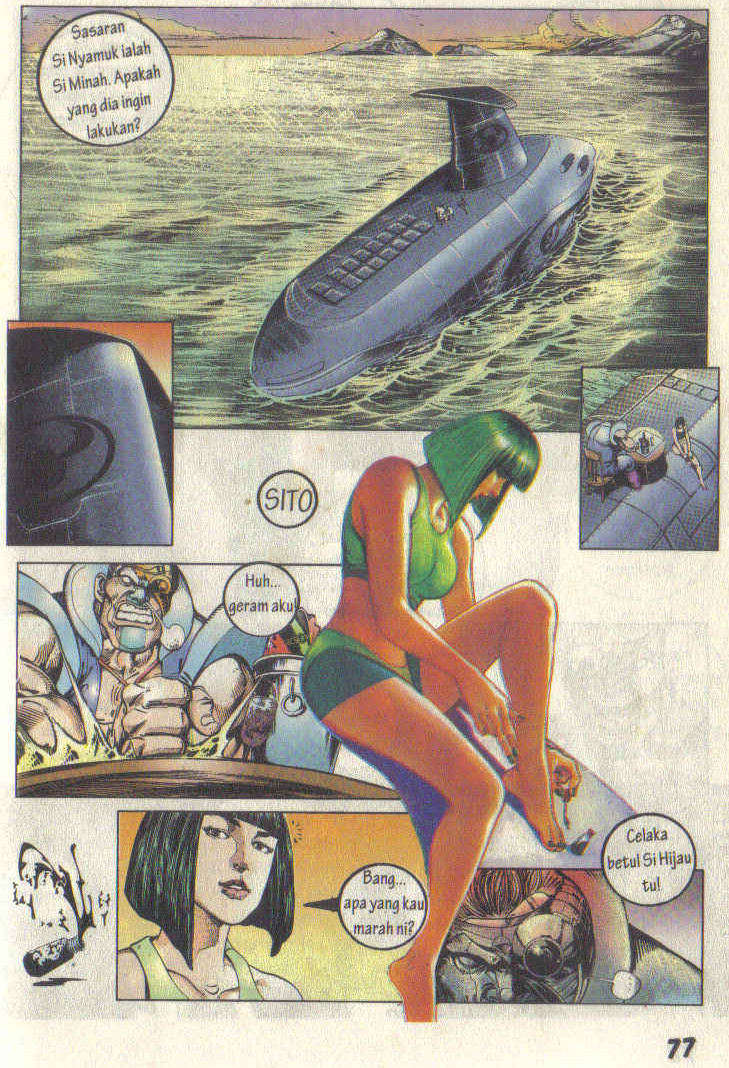 Sasaran
Si Nyamuk ialah
Si Minah. Apakah
yang dia ingin
lakukan?
SITO
Huh...
geram aku!
Bang...
apa yang kau
marah ni?
Celaka
betul Si Hijau
tu!
77